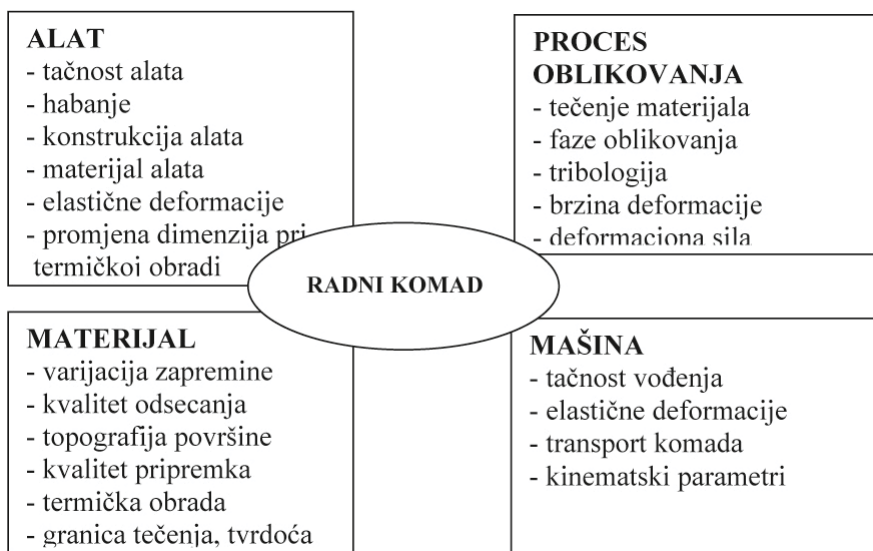 ALAT
- tačnost alata
- habanje
- konstrukcija alata
- materijal alata
- elastične deformacije
- promjena dimenzija pri
termičkoj obradi
PROCES
OBLIKOVANJA
- tečenje materijala
- faze oblikovanja
- tribologija
- brzina deformacije
- deformaciona sila
RADNI KOMAD
MATERIJAL
- varijacija zapremine
- kvalitet odsecanja
- topografija površine
- kvalitet pripremka
- termička obrada
- granica tečenja, tvrdoća
MAŠINA
- tačnost vođenja
- elastične deformacije
- transport komada
- kinematski parametri